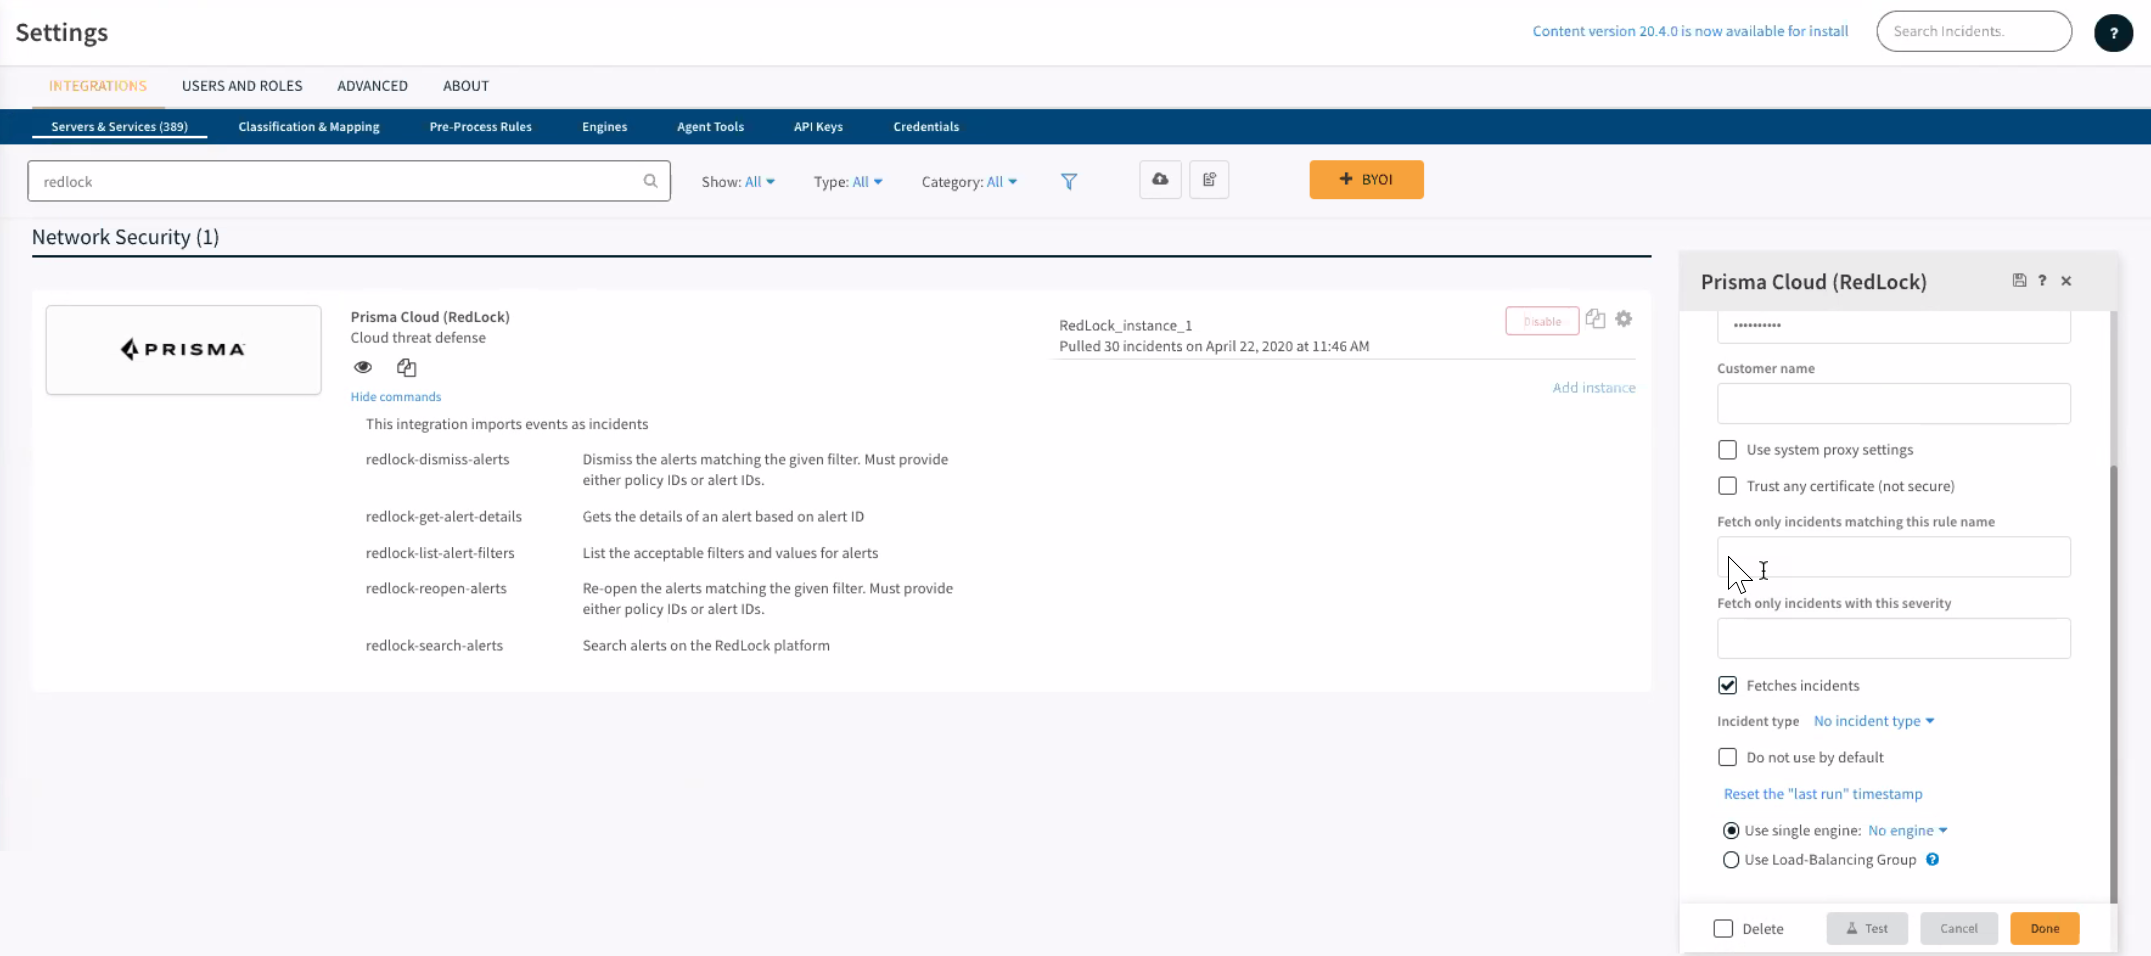 Settings
Content version 20.4.0 is now available for install
Search Incidents.
?
INTEGRATIONS
USERS AND ROLES
ADVANCED
ABOUT
Servers & Services (389)
Classification & Mapping
Pre-Process Rules
Engines
Agent Tools
API Keys
Credentials
redlock
Show: All
Type: All
Category: All
+ BYOI
Network Security (1)
PRISMA
Prisma Cloud (RedLock)
Cloud threat defense
Hide commands
This integration imports events as incidents
redlock-dismiss-alerts
Dismiss the alerts matching the given filter. Must provide
either policy IDs or alert IDs.
redlock-get-alert-details
Gets the details of an alert based on alert ID
redlock-list-alert-filters
List the acceptable filters and values for alerts
redlock-reopen-alerts
Re-open the alerts matching the given filter. Must provide
either policy IDs or alert IDs.
redlock-search-alerts
Search alerts on the RedLock platform
RedLock_instance_1
Pulled 30 incidents on April 22, 2020 at 11:46 AM
Disable
Add instance
Prisma Cloud (RedLock)
?
••••••••••
Customer name
Use system proxy settings
Trust any certificate (not secure)
Fetch only incidents matching this rule name
Fetch only incidents with this severity
Fetches incidents
Incident type No incident type
Do not use by default
Reset the "last run" timestamp
Use single engine: No engine
Use Load-Balancing Group ?
Delete
Test
Cancel
Done